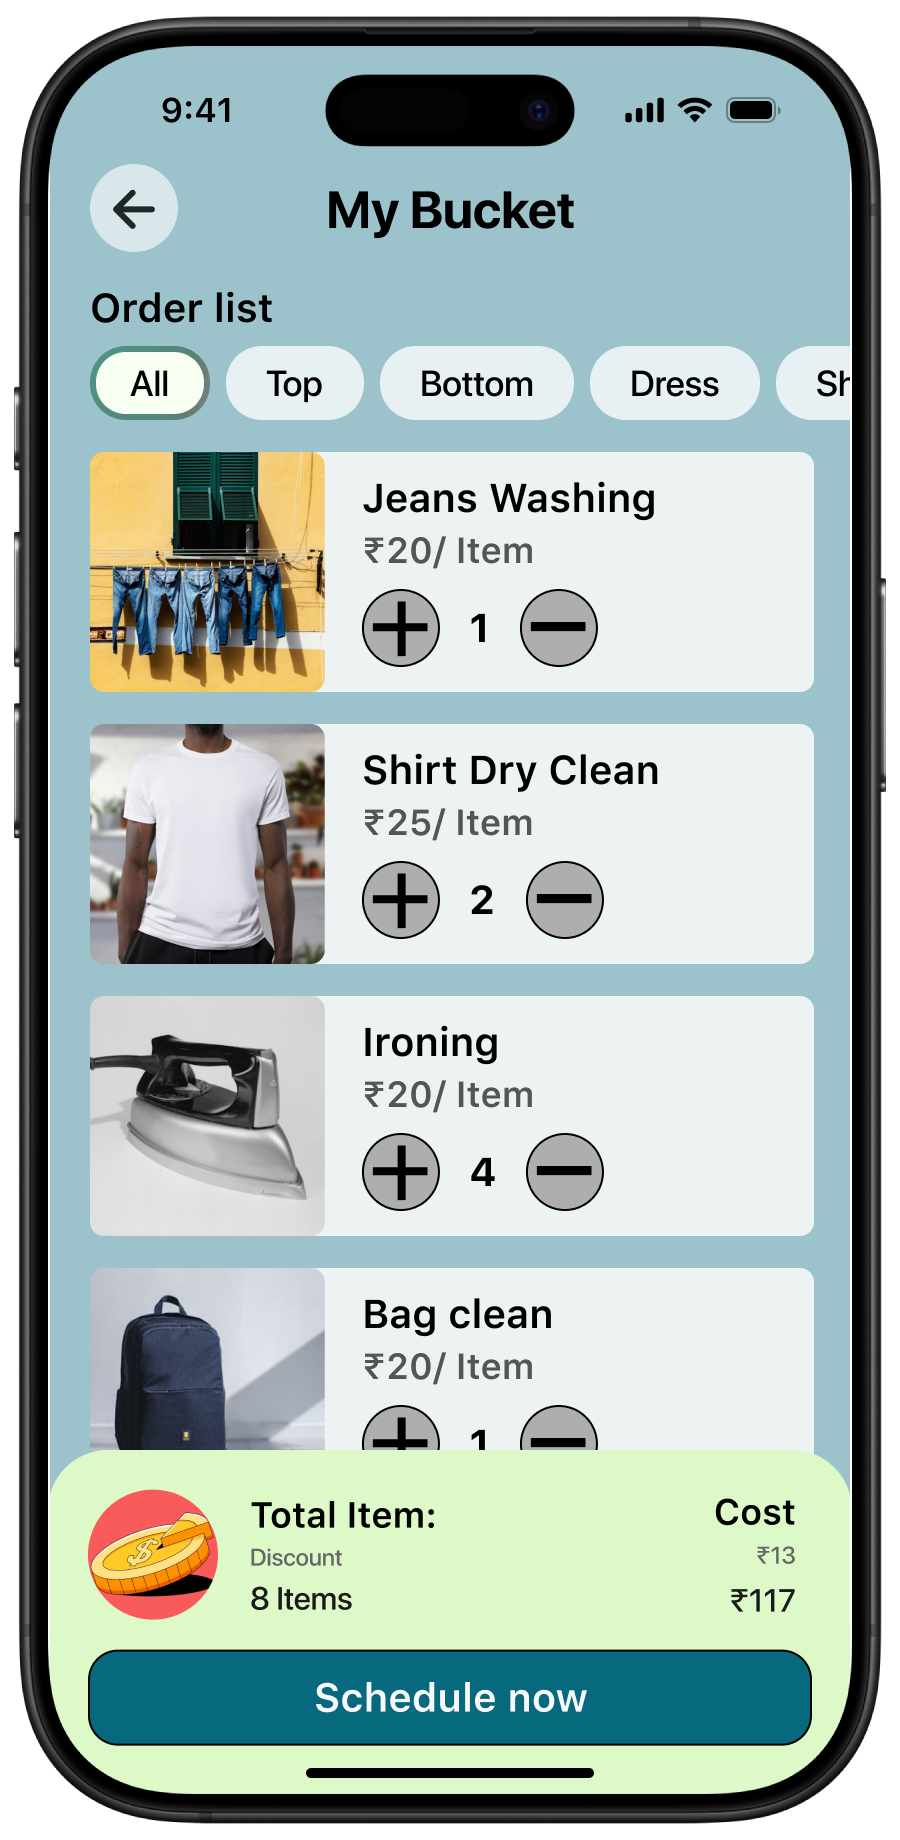 9:41
My Bucket
Order list
All Top Bottom Dress Sh
Jeans Washing
₹20/ Item
1
Shirt Dry Clean
₹25/ Item
2
Ironing
₹20/ Item
4
Bag clean
₹20/ Item
1
Total Item: Cost
Discount ₹13
8 Items ₹117
Schedule now